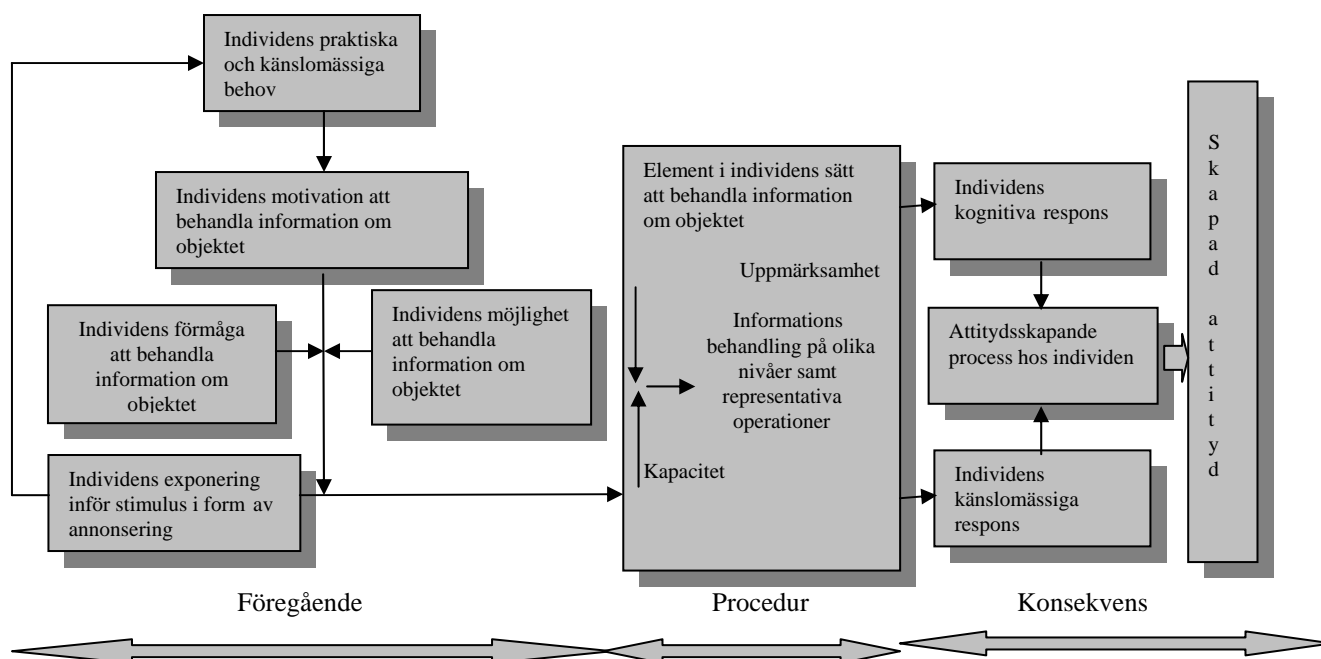 Individens praktiska
och känslomässiga
behov
Individens motivation att
behandla information om
objektet
Individens förmåga
att behandla
information om
objektet
Individens möjlighet
att behandla
information om
objektet
Individens exponering
inför stimulus i form av
annonsering
Element i individens sätt
att behandla information
om objektet
Uppmärksamhet
Informations
behandling på olika
nivåer samt
representativa
operationer
Kapacitet
Individens
kognitiva respons
Attitydsskapande
process hos individen
Individens
känslomässiga
respons
Skapad attityd
Föregående
Procedur
Konsekvens